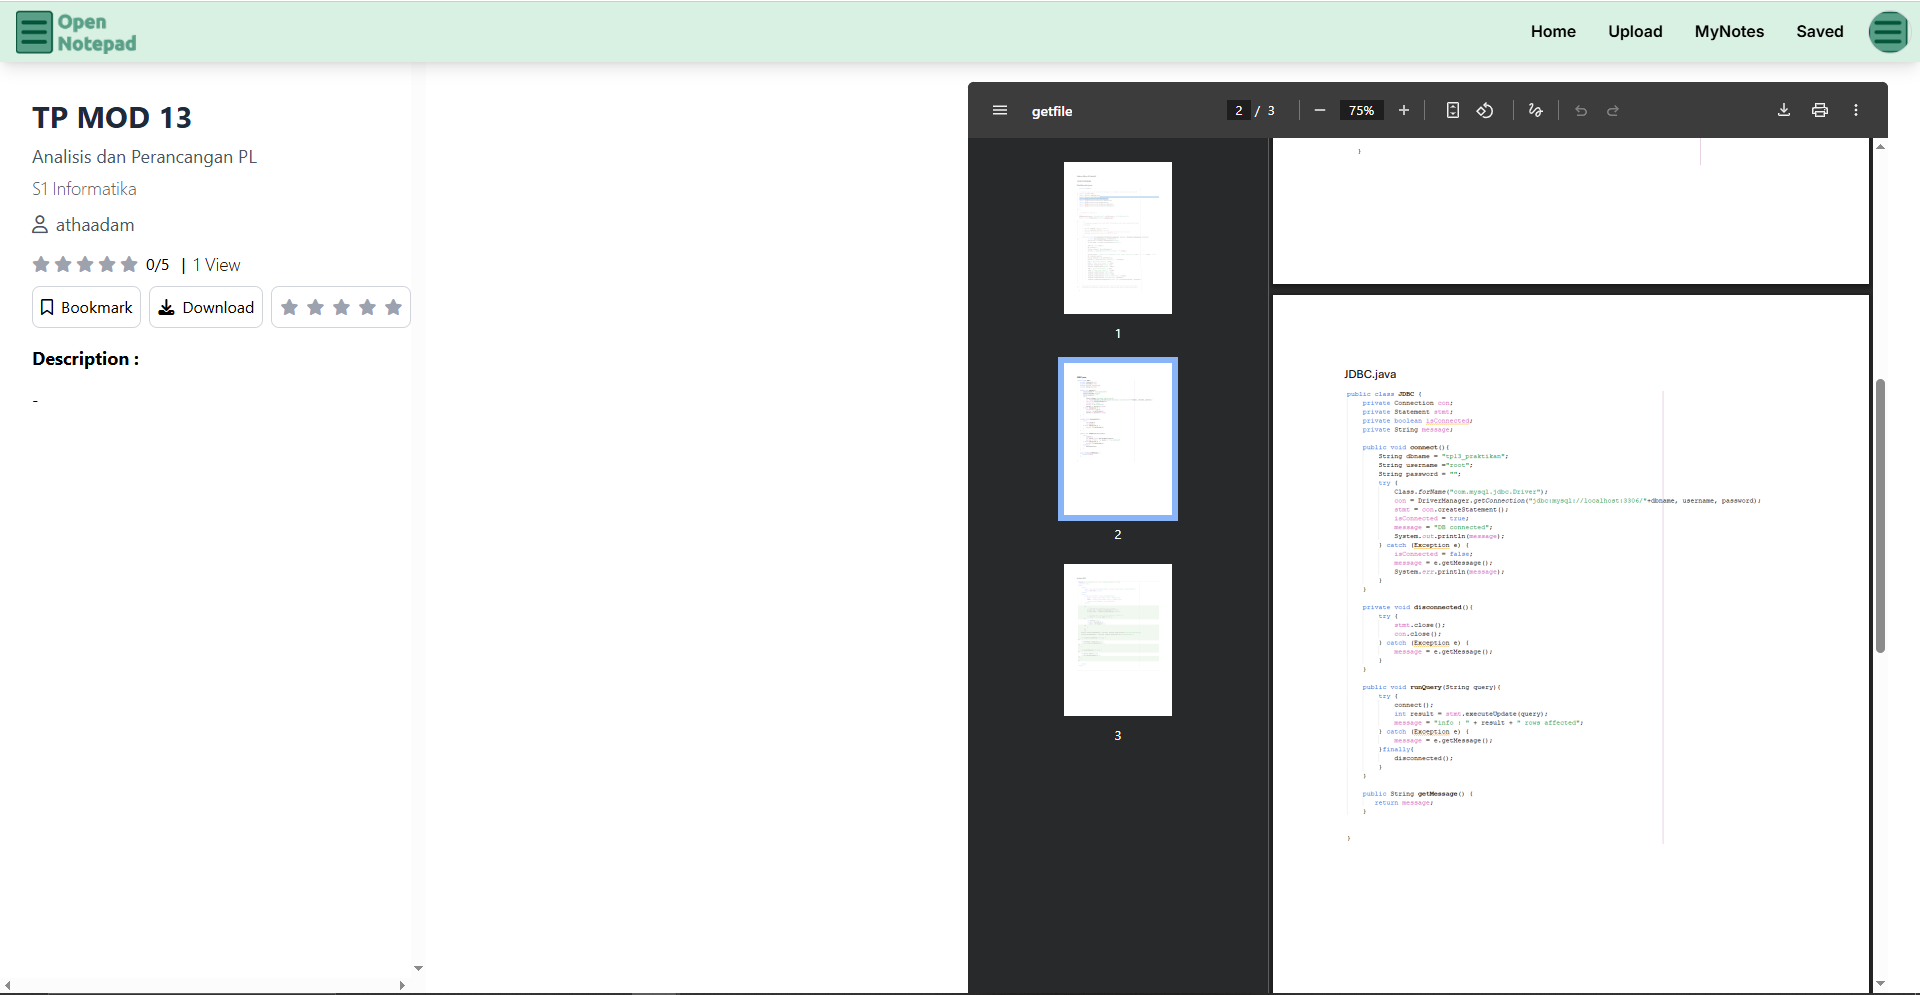 Open
Notepad
Home
Upload
MyNotes
Saved
TP MOD 13
Analisis dan Perancangan PL
S1 Informatika
athaadam
0/5 | 1 View
Bookmark
Download
Description :
-
getfile
2 / 3
75%
1
2
3
}
JDBC.java
public class JDBC {
private Connection con;
private Statement stmt;
private boolean isConnected;
private String message;
public void connect(){
String dbname = "tp13_praktikan";
String username ="root";
String password = "";
try {
Class.forName("com.mysql.jdbc.Driver");
con = DriverManager.getConnection("jdbc:mysql://localhost:3306/"+dbname, username, password);
stmt = con.createStatement();
isConnected = true;
message = "DB connected";
System.out.println(message);
} catch (Exception e) {
isConnected = false;
message = e.getMessage();
System.err.println(message);
}
}
private void disconnected(){
try {
stmt.close();
con.close();
} catch (Exception e) {
message = e.getMessage();
}
}
public void runQuery(String query){
try {
connect();
int result = stmt.executeUpdate(query);
message = "info : " + result + " rows affected";
} catch (Exception e) {
message = e.getMessage();
}finally{
disconnected();
}
}
public String getMessage() {
return message;
}
}